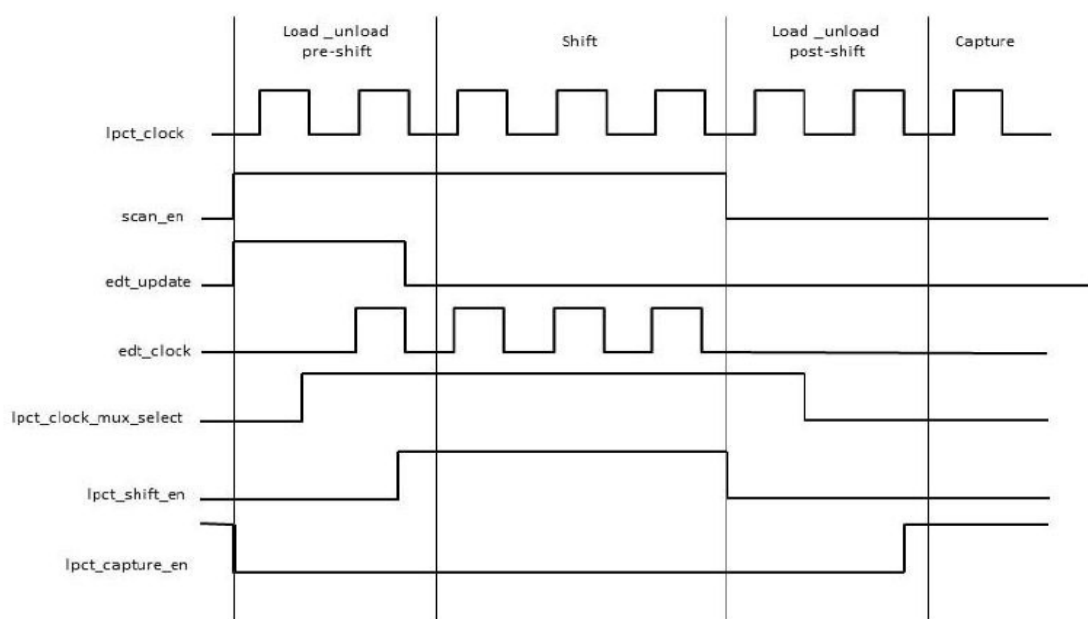 Load _unload
pre-shift
Shift
Load _unload
post-shift
Capture
lpct_clock
scan_en
edt_update
edt_clock
lpct_clock_mux_select
lpct_shift_en
lpct_capture_en